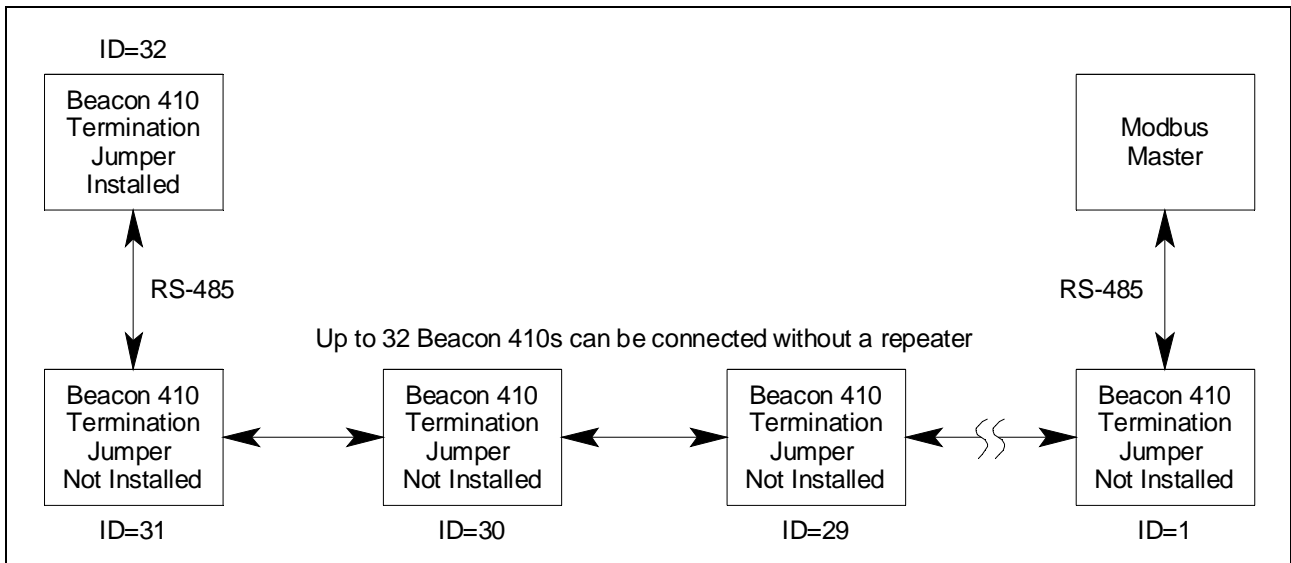 ID=32
Beacon 410
Termination
Jumper
Installed
Modbus
Master
RS-485
RS-485
Up to 32 Beacon 410s can be connected without a repeater
Beacon 410
Termination
Jumper
Not Installed
Beacon 410
Termination
Jumper
Not Installed
Beacon 410
Termination
Jumper
Not Installed
Beacon 410
Termination
Jumper
Not Installed
ID=31
ID=30
ID=29
ID=1